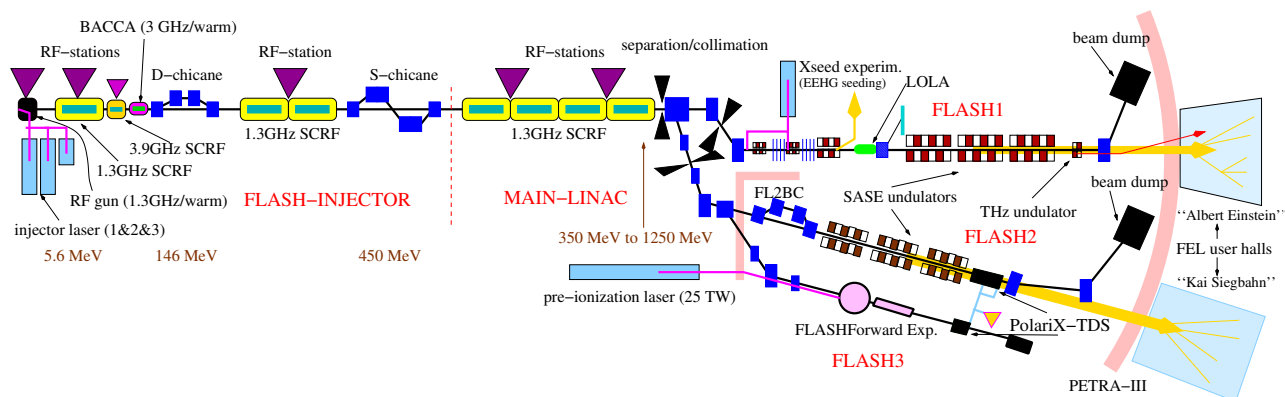 BACCA (3 GHz/warm)
RF−stations
D−chicane
RF−station
S−chicane
RF−stations
separation/collimation
Xseed experim.
(EEHG seeding)
LOLA
FLASH1
beam dump
1.3GHz SCRF
1.3GHz SCRF
3.9GHz SCRF
1.3GHz SCRF
RF gun (1.3GHz/warm)
injector laser (1&2&3)
FLASH−INJECTOR
MAIN−LINAC
FL2BC
SASE undulators
THz undulator
FLASH2
beam dump
‘‘Albert Einstein’’
FEL user halls
‘‘Kai Siegbahn’’
5.6 MeV
146 MeV
450 MeV
350 MeV to 1250 MeV
pre−ionization laser (25 TW)
FLASHForward Exp.
PolariX−TDS
FLASH3
PETRA−III